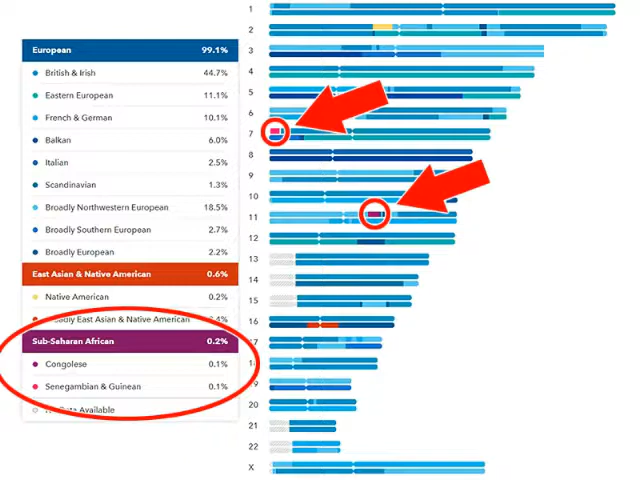 European 99.1%
British & Irish 44.7%
Eastern European 11.1%
French & German 10.1%
Balkan 6.0%
Italian 2.5%
Scandinavian 1.3%
Broadly Northwestern European 18.5%
Broadly Southern European 2.7%
Broadly European 2.2%
East Asian & Native American 0.6%
Native American 0.2%
East Asian & Native American
Sub-Saharan African 0.2%
Congolese 0.1%
Senegambian & Guinean 0.1%
Available
1
2
3
4
5
6
7
8
9
10
11
12
13
14
15
16
17
20
21
22
X